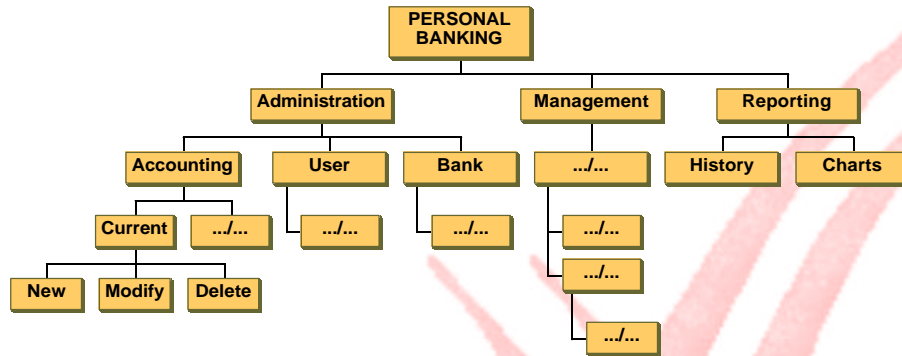 PERSONAL
BANKING
Administration
Management
Reporting
Accounting
User
Bank
.../...
History
Charts
Current
.../...
.../...
.../...
.../...
.../...
New
Modify
Delete
.../...